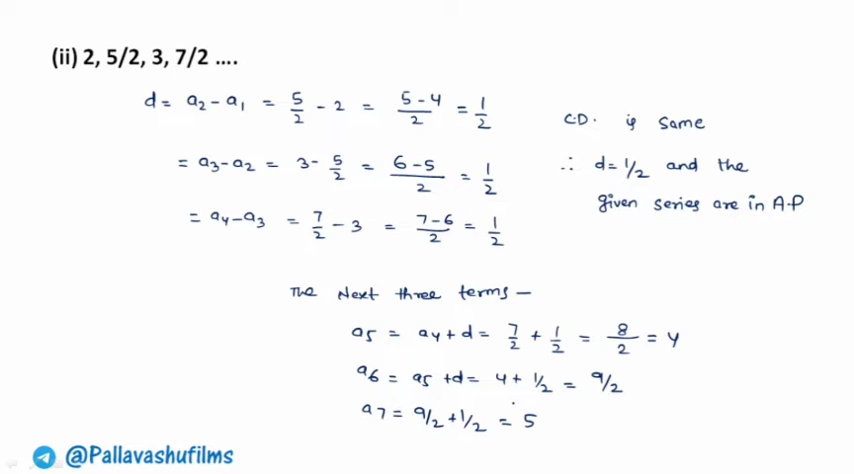 (ii) 2, 5/2, 3, 7/2 ....
d = a2 - a1 = 5/2 - 2 = (5-4)/2 = 1/2
C.D. is same
= a3 - a2 = 3 - 5/2 = (6-5)/2 = 1/2
∴ d = 1/2 and the
given series are in A.P
= a4 - a3 = 7/2 - 3 = (7-6)/2 = 1/2
The Next three terms —
a5 = a4 + d = 7/2 + 1/2 = 8/2 = 4
a6 = a5 + d = 4 + 1/2 = 9/2
a7 = 9/2 + 1/2 = 5
@Pallavashufilms